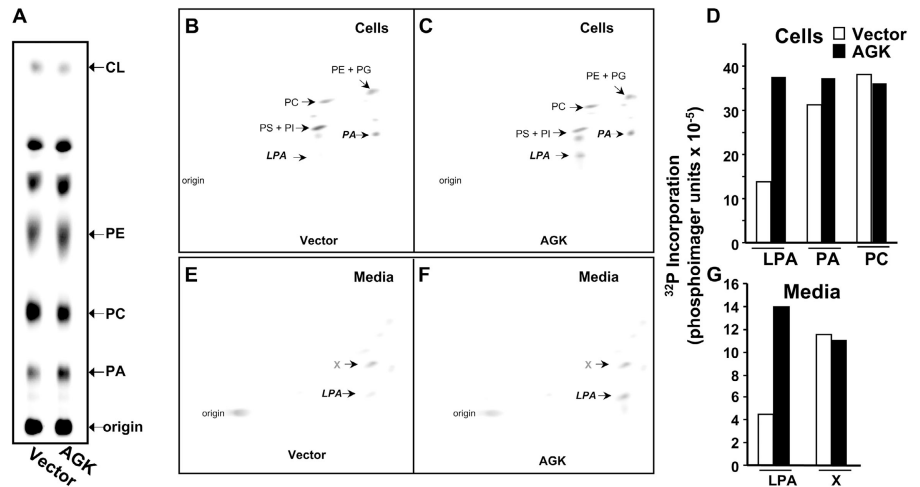 A
CL
PE
PC
PA
origin
Vector
AGK
B
Cells
PE + PG
PC
PS + PI
PA
LPA
origin
Vector
C
Cells
PE + PG
PC
PS + PI
PA
LPA
origin
AGK
D
Cells
Vector
AGK
40
30
40
20
10
0
LPA PA PC
32P Incorporation
(phosphoimager units x 10-5)
E
Media
X
LPA
origin
Vector
F
Media
X
LPA
origin
AGK
G
Media
16
14
12
10
8
6
4
2
0
LPA X